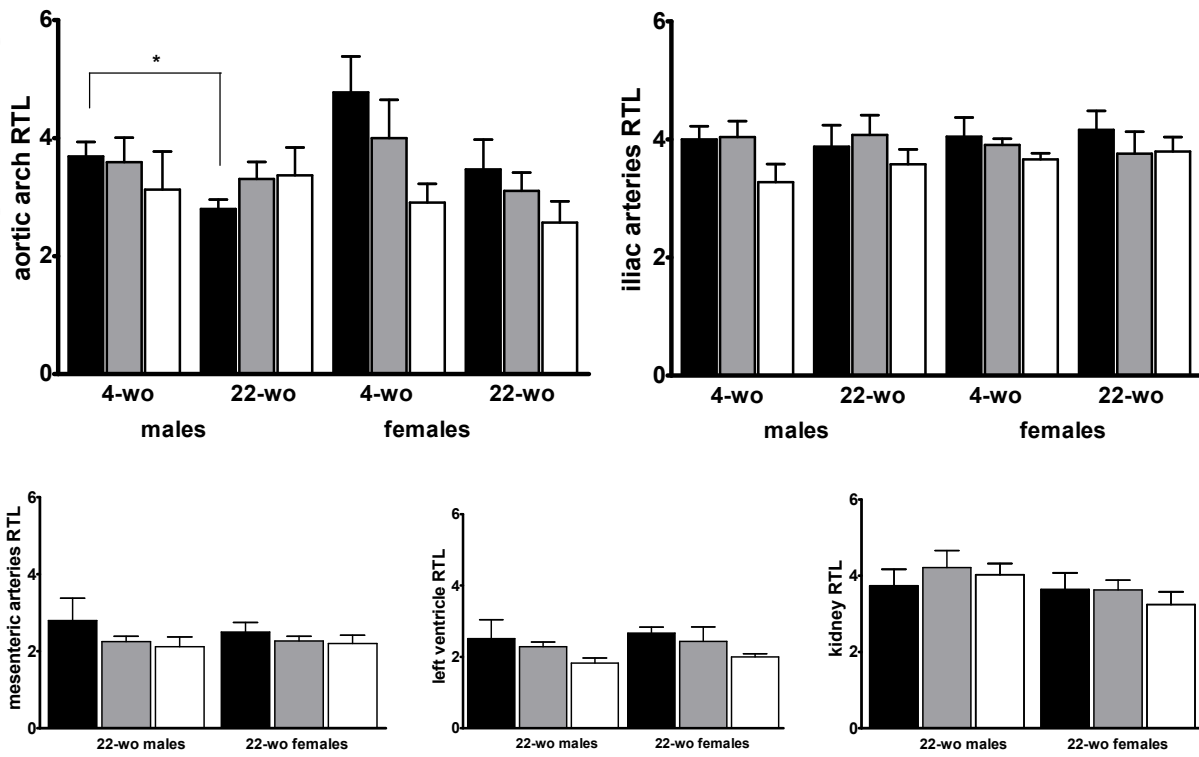 aortic arch RTL
6
4
2
0
*
4-wo 22-wo 4-wo 22-wo
males females
iliac arteries RTL
6
4
2
0
4-wo 22-wo 4-wo 22-wo
males females
mesenteric arteries RTL
6
4
2
0
22-wo males 22-wo females
left ventricle RTL
6
4
2
0
22-wo males 22-wo females
kidney RTL
6
4
2
0
22-wo males 22-wo females